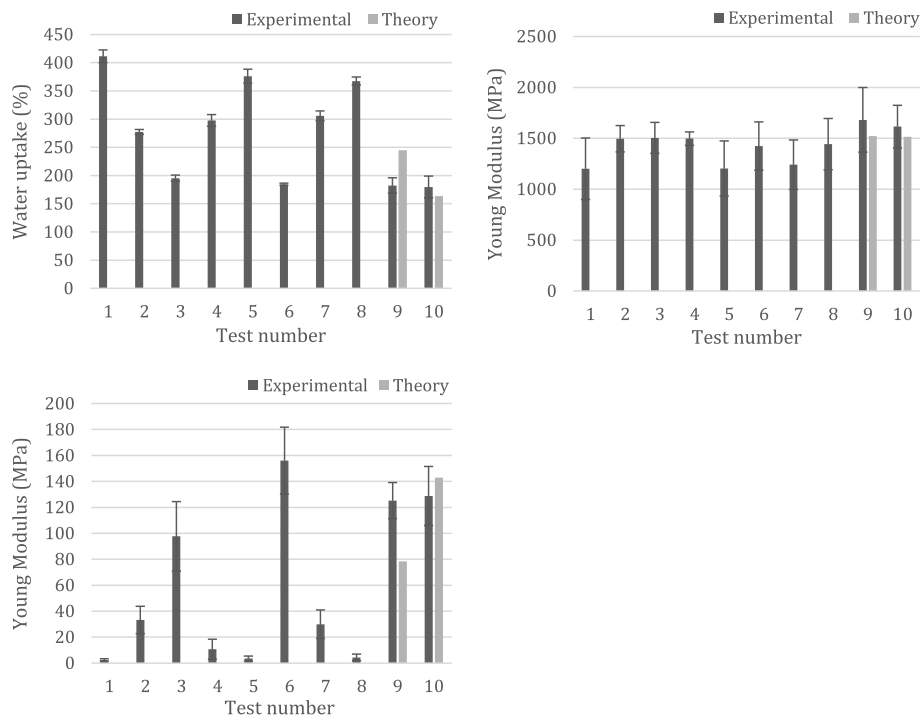 Experimental Theory
Water uptake (%)
450
400
350
300
250
200
150
100
50
0
1 2 3 4 5 6 7 8 9 10
Test number
Experimental Theory
Young Modulus (MPa)
2500
2000
1500
1000
500
0
1 2 3 4 5 6 7 8 9 10
Test number
Experimental Theory
Young Modulus (MPa)
200
180
160
140
120
100
80
60
40
20
0
1 2 3 4 5 6 7 8 9 10
Test number